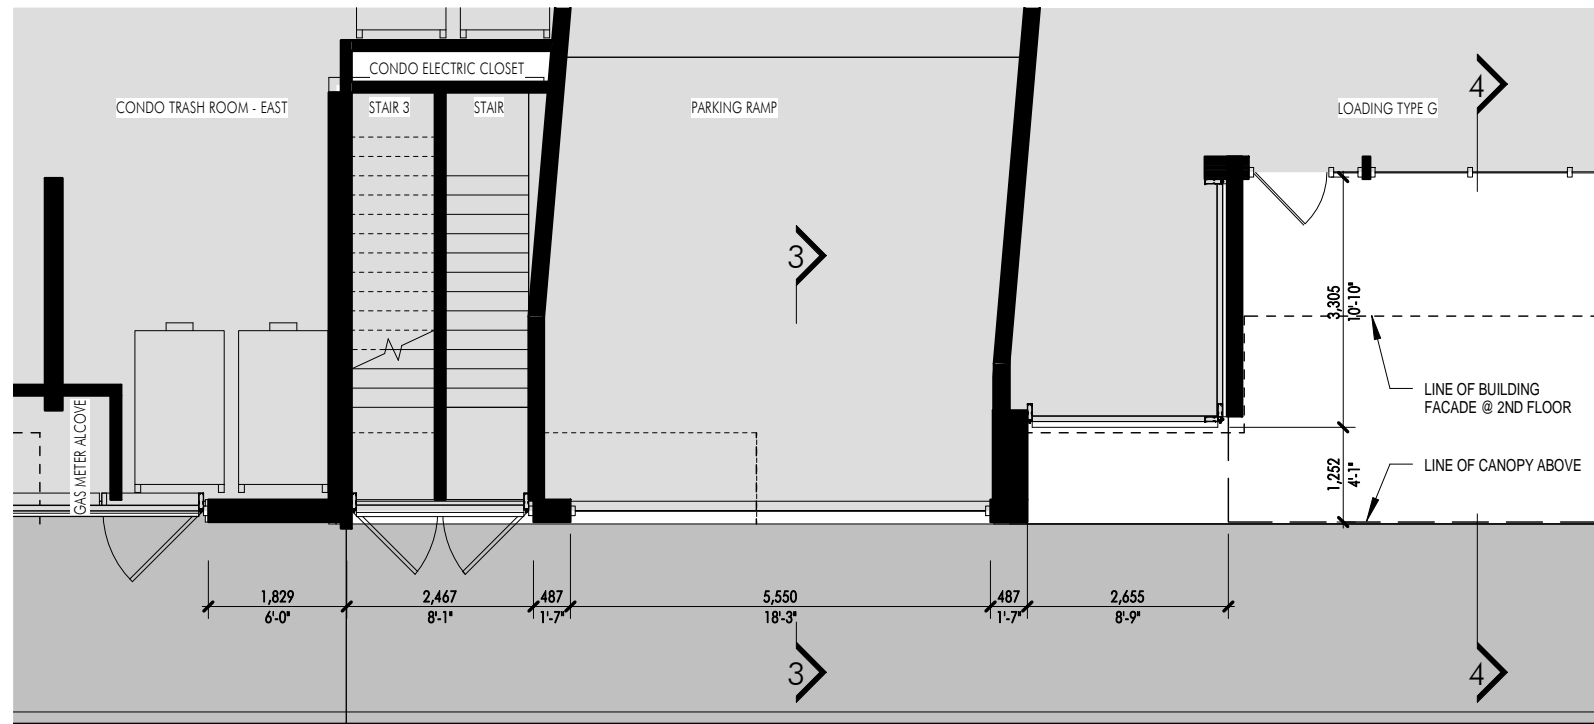 CONDO ELECTRIC CLOSET
CONDO TRASH ROOM - EAST
STAIR 3
STAIR
PARKING RAMP
LOADING TYPE G
4
3
3,305
10'-10"
LINE OF BUILDING
FACADE @ 2ND FLOOR
GAS METER ALCOVE
1,252
4'-1"
LINE OF CANOPY ABOVE
1,829
6'-0"
2,467
8'-1"
487
1'-7"
5,550
18'-3"
487
1'-7"
2,655
8'-9"
3
4